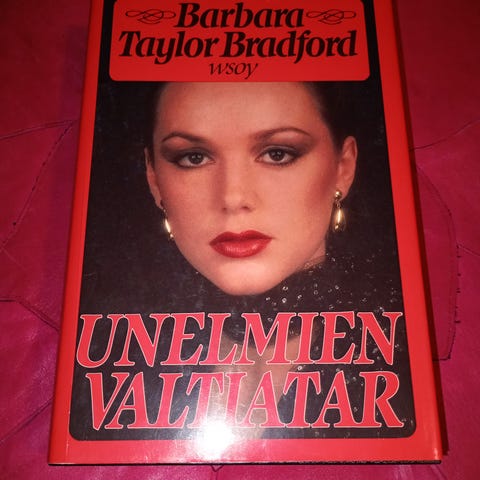 Barbara
Taylor Bradford
wsoy
UNELMIEN
VALTIATAR